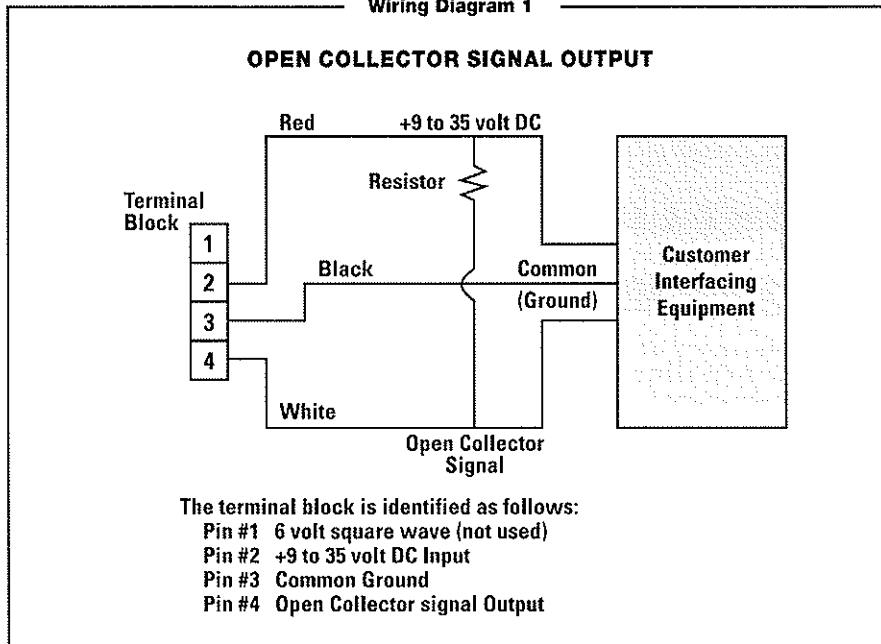 Wiring Diagram 1
OPEN COLLECTOR SIGNAL OUTPUT
Red
+9 to 35 volt DC
Resistor
Terminal
Block
1
2
3
4
Black
Common
(Ground)
Customer
Interfacing
Equipment
White
Open Collector
Signal
The terminal block is identified as follows:
Pin #1 6 volt square wave (not used)
Pin #2 +9 to 35 volt DC Input
Pin #3 Common Ground
Pin #4 Open Collector signal Output